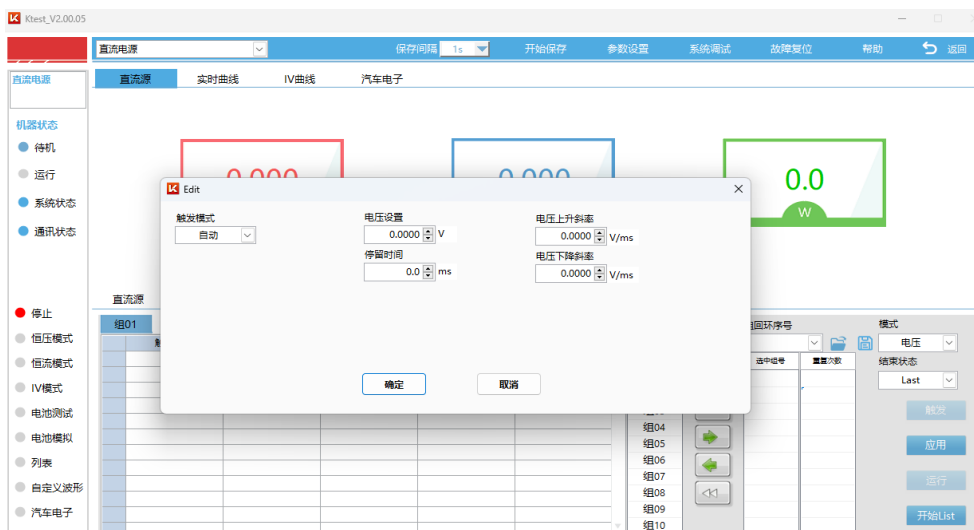 Ktest_V2.00.05
直流电源
保存间隔 1s 开始保存 参数设置 系统调试 故障复位 帮助 返回
直流电源
直流源 实时曲线 IV曲线 汽车电子
机器状态
待机
运行
系统状态
通讯状态
0.000 0.000 0.0
W
Edit
触发模式
自动
电压设置
0.0000 V
停留时间
0.0 ms
电压上升斜率
0.0000 V/ms
电压下降斜率
0.0000 V/ms
确定 取消
停止
恒压模式
恒流模式
IV模式
电池测试
电池模拟
列表
自定义波形
汽车电子
直流源
组01
回环序号
选中组号 重复次数
组04
组05
组06
组07
组08
组09
组10
模式
电压
结束状态
Last
触发
应用
运行
开始List